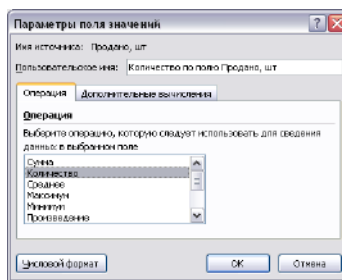 Параметры поля значений
Имя источника: Продано, шт
Пользовательское имя: Количество по полю Продано, шт
Операция Дополнительные вычисления
Операция
Выберите операцию, которую следует использовать для сведения
данных в выбранном поле
Сумма
Количество
Среднее
Максимум
Минимум
Произведение
Числовой формат OK Отмена